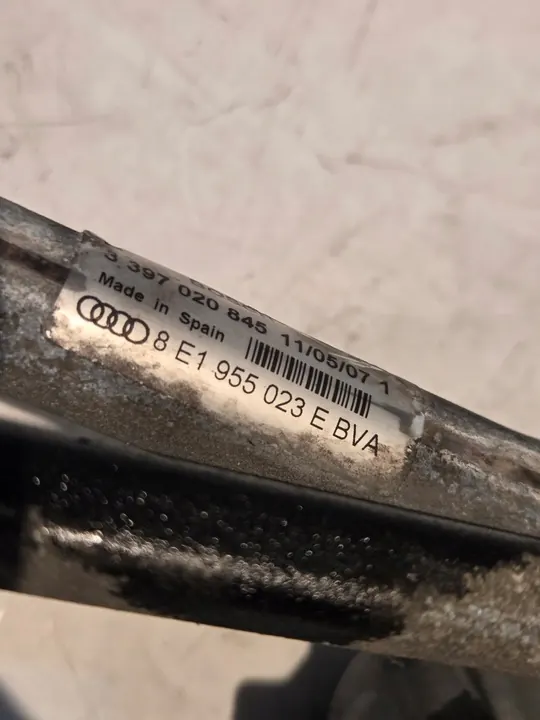 3 397 020 845 11/05/07 1
Made in Spain
8 E1 955 023 E BVA